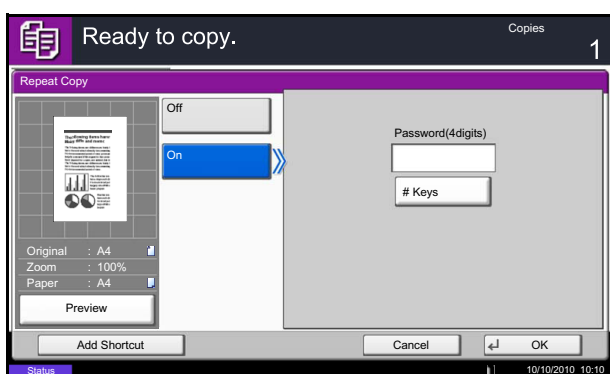 Ready to copy.
Copies
1
Repeat Copy
Off
On
Password(4digits)
# Keys
Original : A4
Zoom : 100%
Paper : A4
Preview
Add Shortcut
Cancel
OK
Status
10/10/2010 10:10